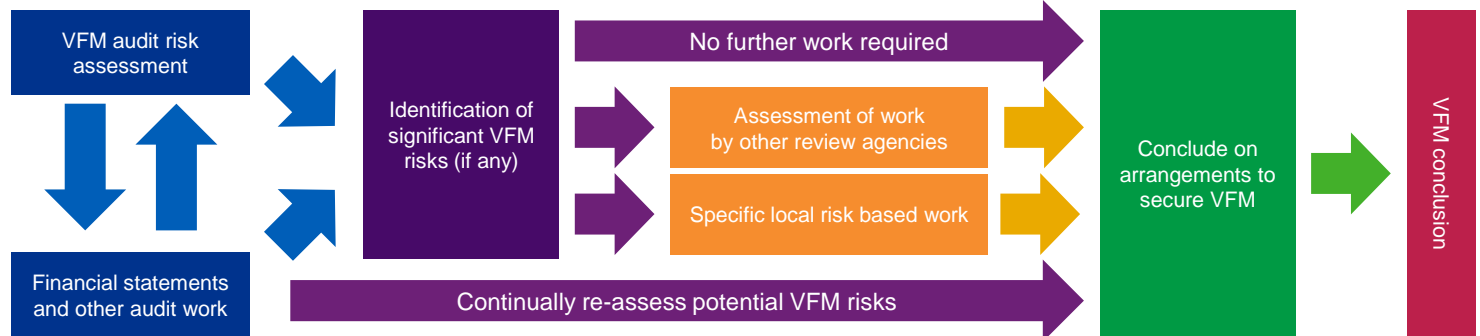 VFM audit risk
assessment
Financial statements
and other audit work
Identification of
significant VFM
risks (if any)
No further work required
Assessment of work
by other review agencies
Specific local risk based work
Continually re-assess potential VFM risks
Conclude on
arrangements to
secure VFM
VFM conclusion